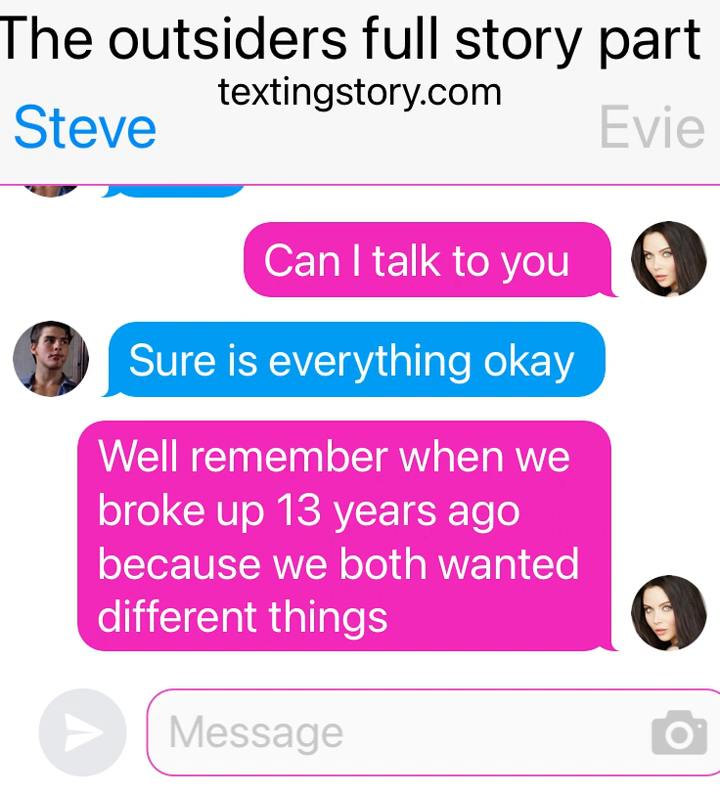 The outsiders full story part
textingstory.com
Steve
Evie
Can I talk to you
Sure is everything okay
Well remember when we
broke up 13 years ago
because we both wanted
different things
Message